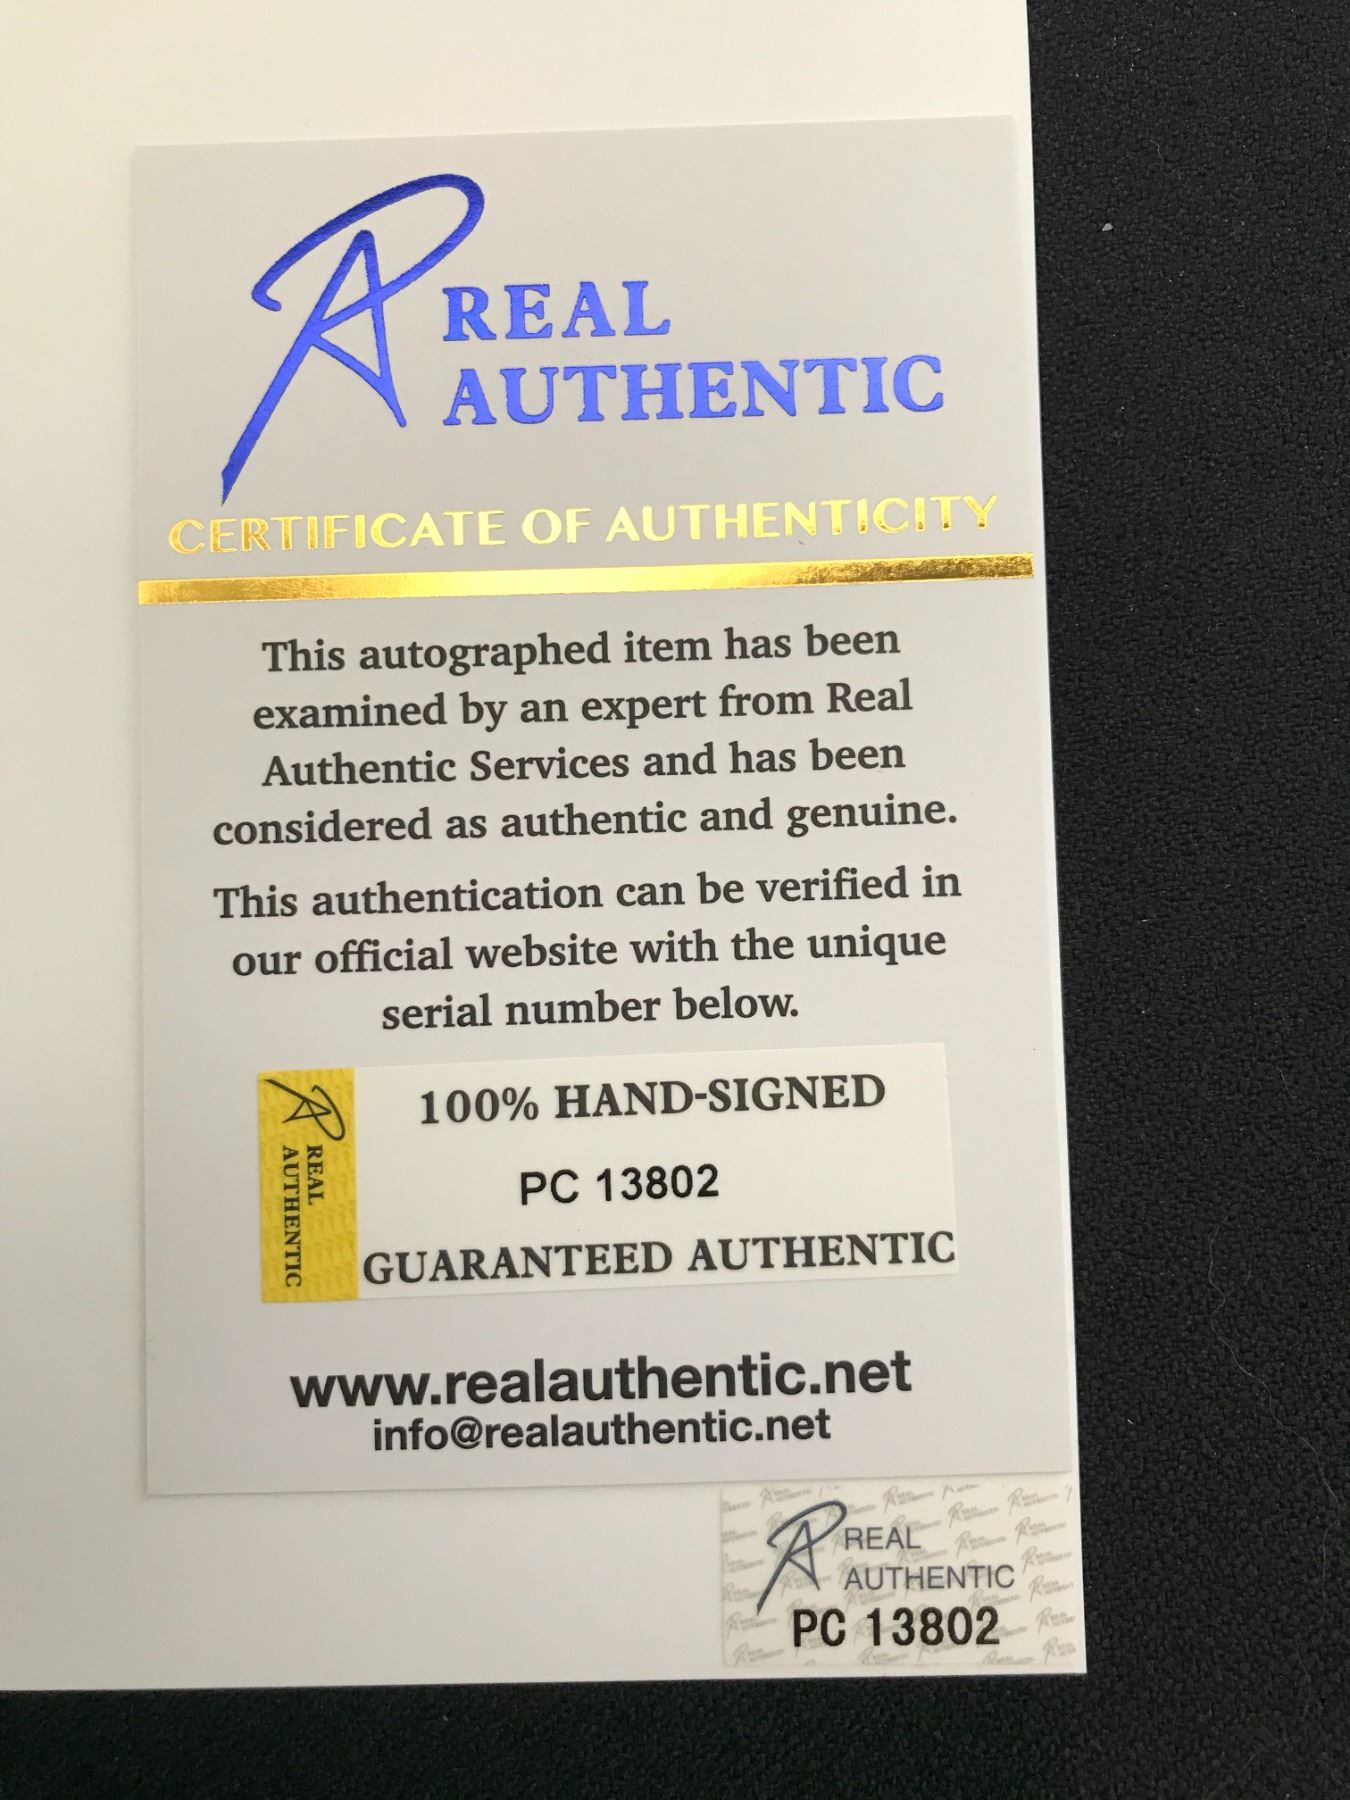 REAL
AUTHENTIC
CERTIFICATE OF AUTHENTICITY
This autographed item has been
examined by an expert from Real
Authentic Services and has been
considered as authentic and genuine.
This authentication can be verified in
our official website with the unique
serial number below.
REAL
AUTHENTIC
100% HAND-SIGNED
PC 13802
GUARANTEED AUTHENTIC
www.realauthentic.net
info@realauthentic.net
REAL
AUTHENTIC
PC 13802